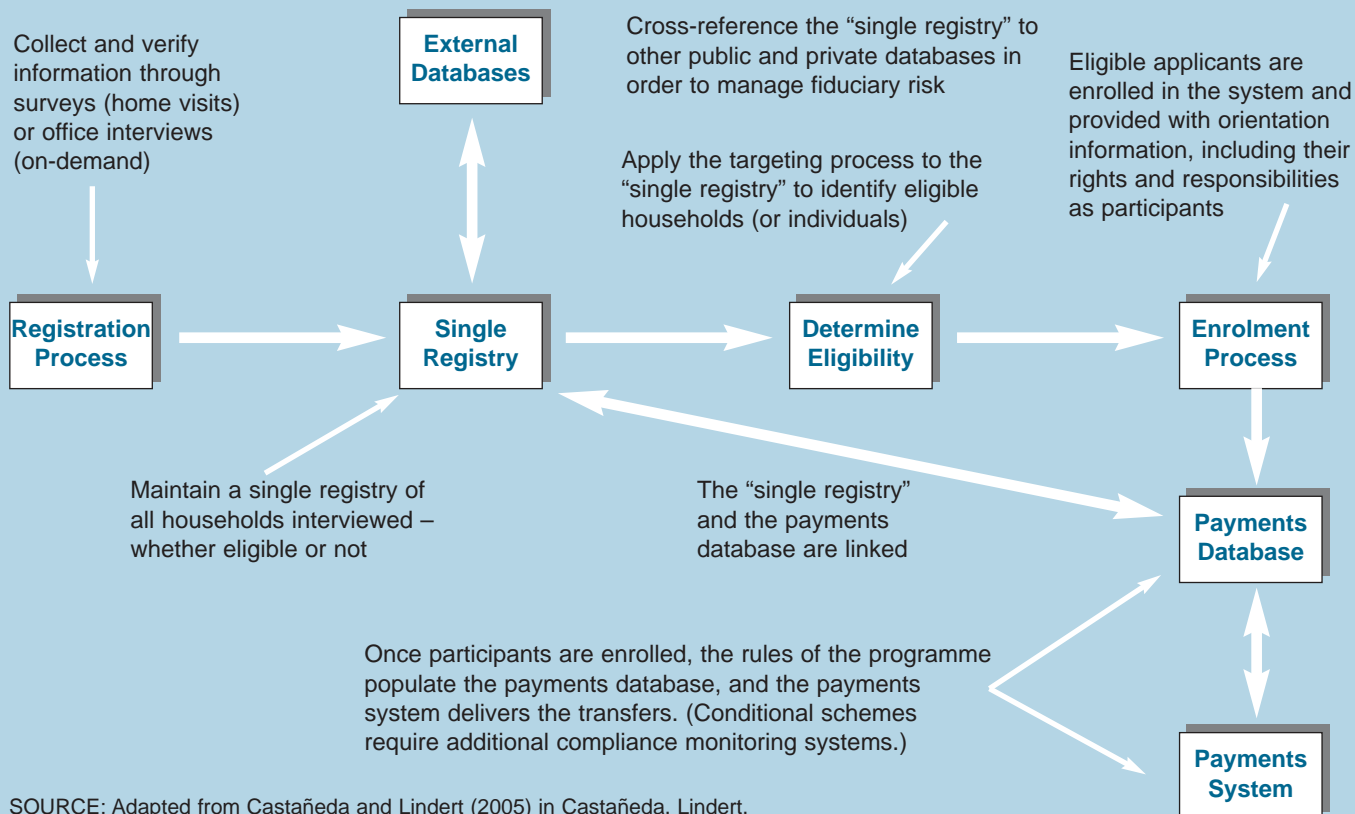 Collect and verify
information through
surveys (home visits)
or office interviews
(on-demand)
External
Databases
Cross-reference the “single registry” to
other public and private databases in
order to manage fiduciary risk
Apply the targeting process to the
“single registry” to identify eligible
households (or individuals)
Eligible applicants are
enrolled in the system and
provided with orientation
information, including their
rights and responsibilities
as participants
Registration
Process
Single
Registry
Determine
Eligibility
Enrolment
Process
Maintain a single registry of
all households interviewed –
whether eligible or not
The “single registry”
and the payments
database are linked
Payments
Database
Once participants are enrolled, the rules of the programme
populate the payments database, and the payments
system delivers the transfers. (Conditional schemes
require additional compliance monitoring systems.)
Payments
System
SOURCE: Adapted from Castañeda and Lindert (2005) in Castañeda, Lindert,